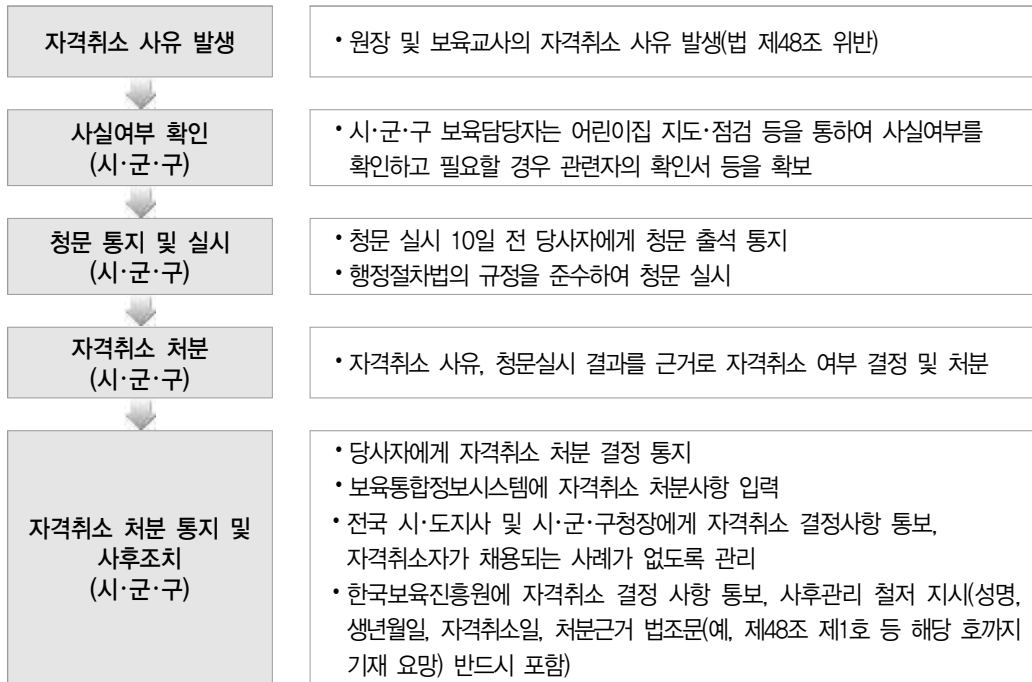 자격취소 사유 발생
• 원장 및 보육교사의 자격취소 사유 발생(법 제48조 위반)
사실여부 확인
(시·군·구)
• 시·군·구 보육담당자는 어린이집 지도·점검 등을 통하여 사실여부를
확인하고 필요할 경우 관련자의 확인서 등을 확보
청문 통지 및 실시
(시·군·구)
• 청문 실시 10일 전 당사자에게 청문 출석 통지
• 행정절차법의 규정을 준수하여 청문 실시
자격취소 처분
(시·군·구)
• 자격취소 사유, 청문실시 결과를 근거로 자격취소 여부 결정 및 처분
자격취소 처분 통지 및
사후조치
(시·군·구)
• 당사자에게 자격취소 처분 결정 통지
• 보육통합정보시스템에 자격취소 처분사항 입력
• 전국 시·도지사 및 시·군·구청장에게 자격취소 결정사항 통보,
자격취소자가 채용되는 사례가 없도록 관리
• 한국보육진흥원에 자격취소 결정 사항 통보, 사후관리 철저 지시(성명,
생년월일, 자격취소일, 처분근거 법조문(예, 제48조 제1호 등 해당 호까지
기재 요망) 반드시 포함)